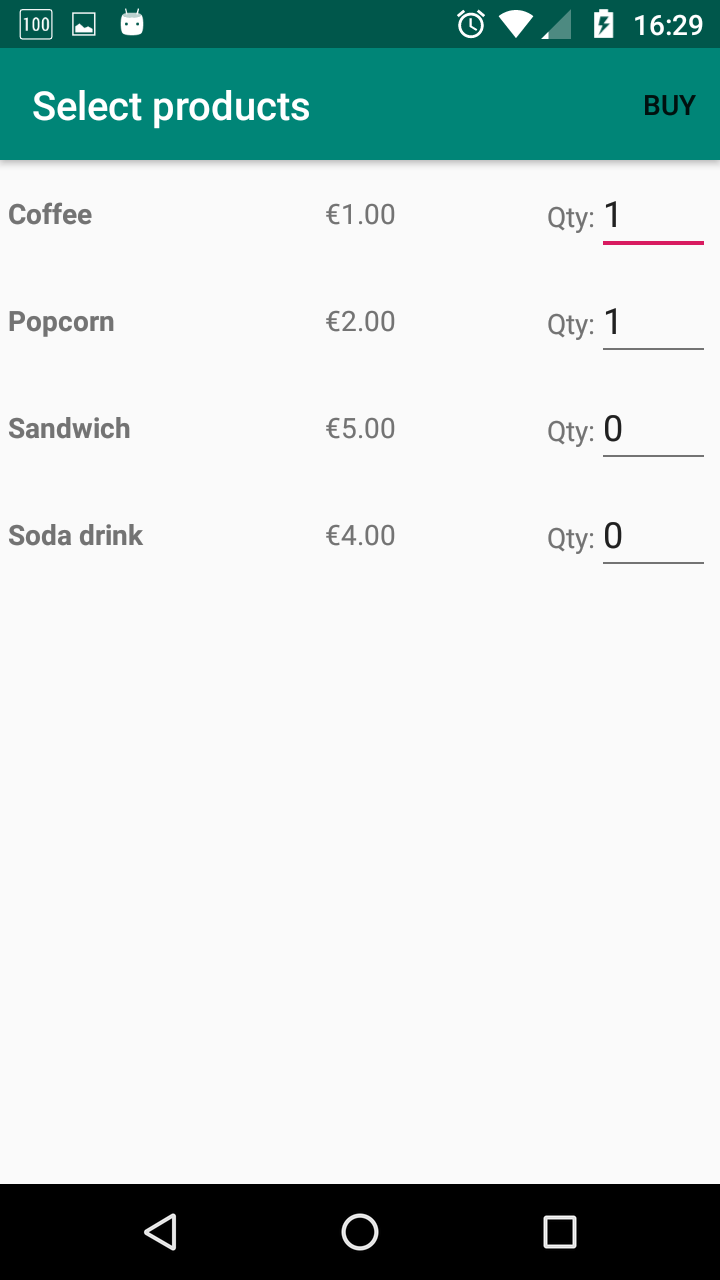 100 16:29
Select products BUY
Coffee €1.00 Qty: 1
Popcorn €2.00 Qty: 1
Sandwich €5.00 Qty: 0
Soda drink €4.00 Qty: 0